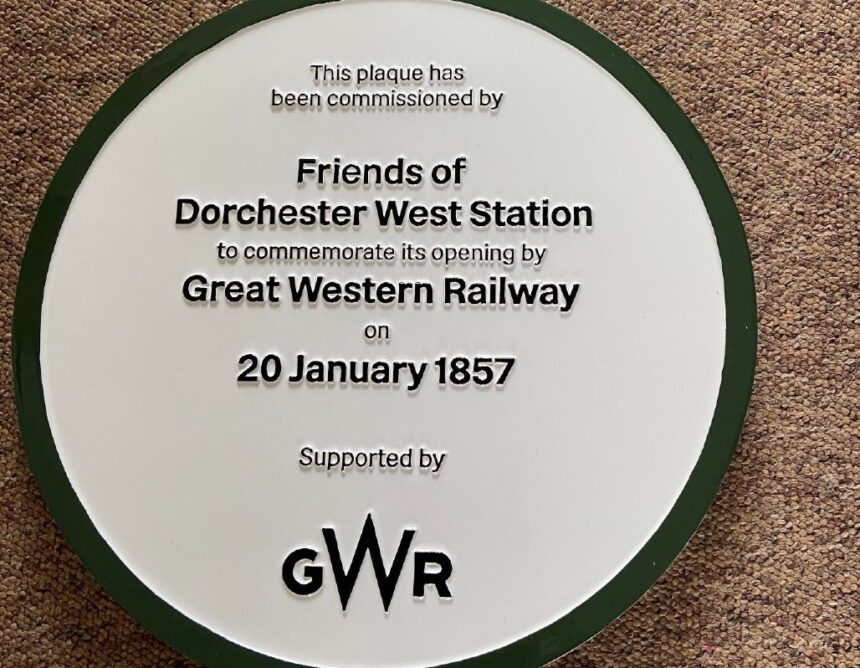 This plaque has
been commissioned by
Friends of
Dorchester West Station
to commemorate its opening by
Great Western Railway
on
20 January 1857
Supported by
GWR